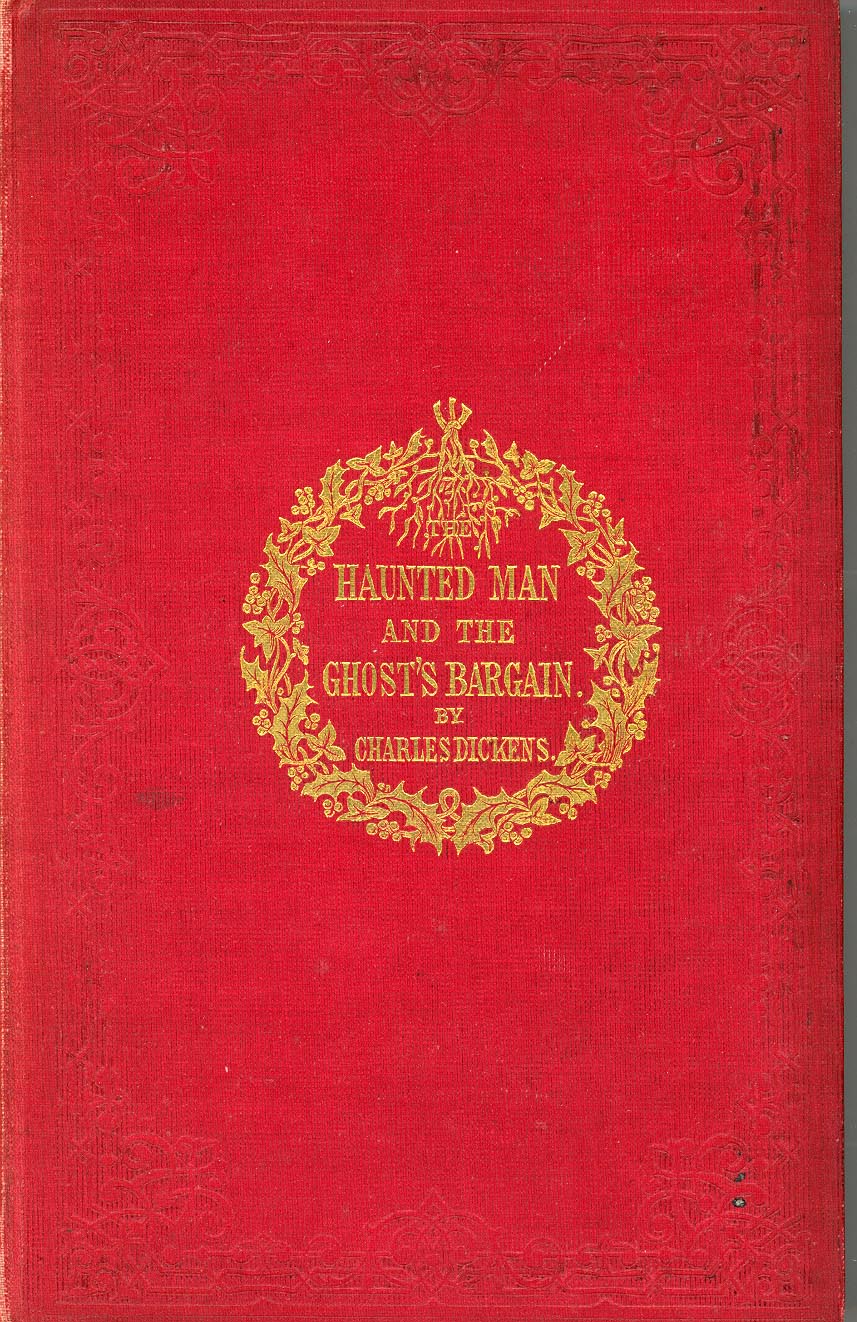 THE
HAUNTED MAN
AND THE
GHOST'S BARGAIN.
BY
CHARLES DICKENS.